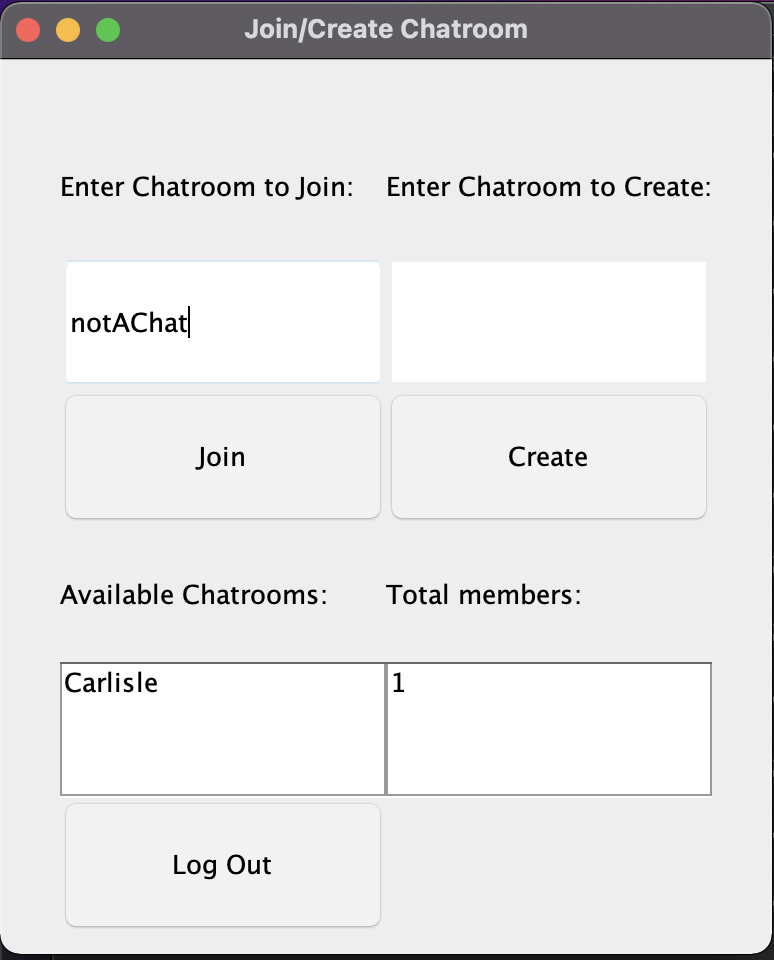 Join/Create Chatroom
Enter Chatroom to Join: Enter Chatroom to Create:
notAChat
Join Create
Available Chatrooms: Total members:
Carlisle 1
Log Out